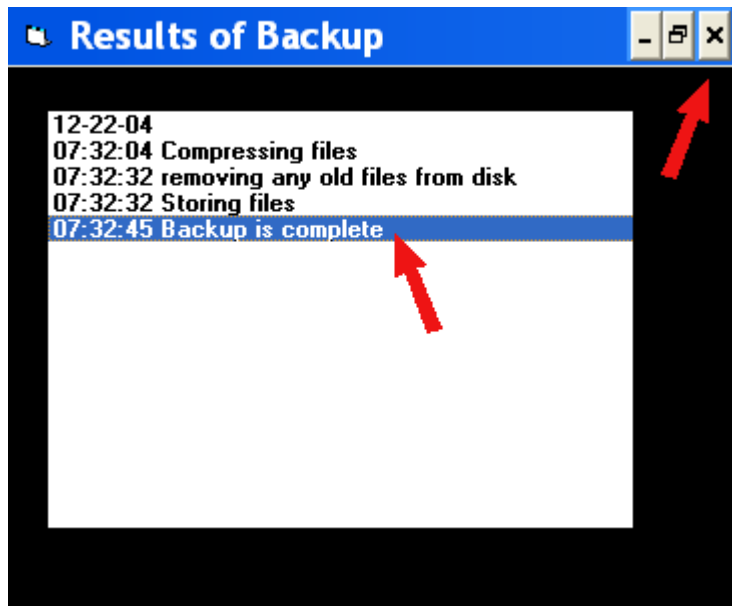 Results of Backup
12-22-04
07:32:04 Compressing files
07:32:32 removing any old files from disk
07:32:32 Storing files
07:32:45 Backup is complete